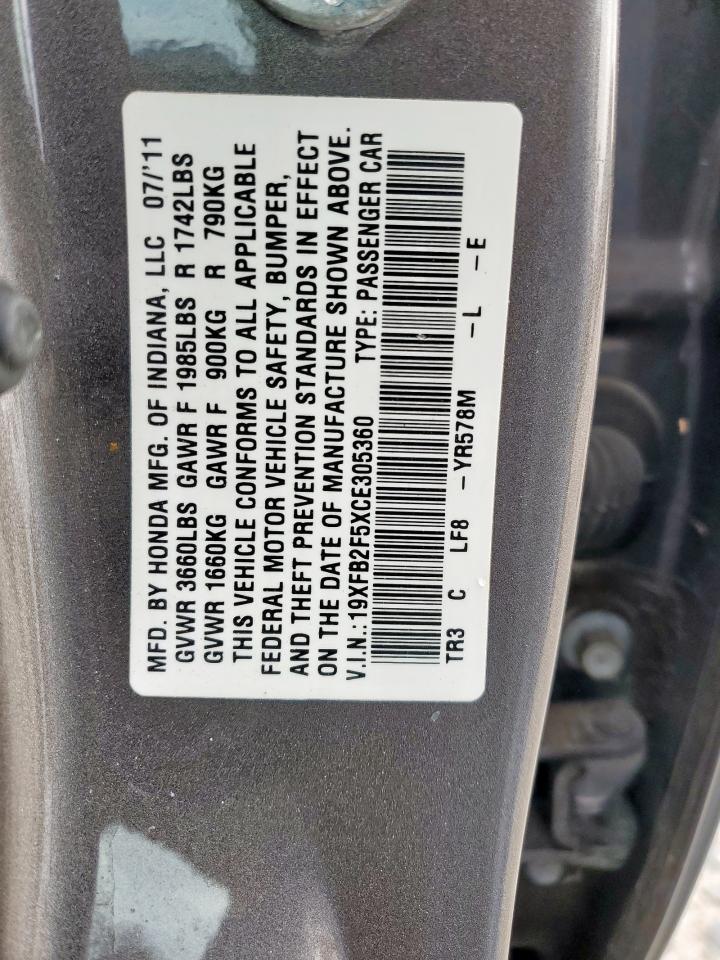 MFD. BY HONDA MFG. OF INDIANA, LLC 07/'11
GVWR 3660LBS GAWR F 1985LBS R 1742LBS
GVWR 1660KG GAWR F 900KG R 790KG
THIS VEHICLE CONFORMS TO ALL APPLICABLE
FEDERAL MOTOR VEHICLE SAFETY, BUMPER,
AND THEFT PREVENTION STANDARDS IN EFFECT
ON THE DATE OF MANUFACTURE SHOWN ABOVE.
V.I.N.: 19XFB2F5XCE305360 TYPE: PASSENGER CAR
TR3 C LF8 -YR578M -L -E